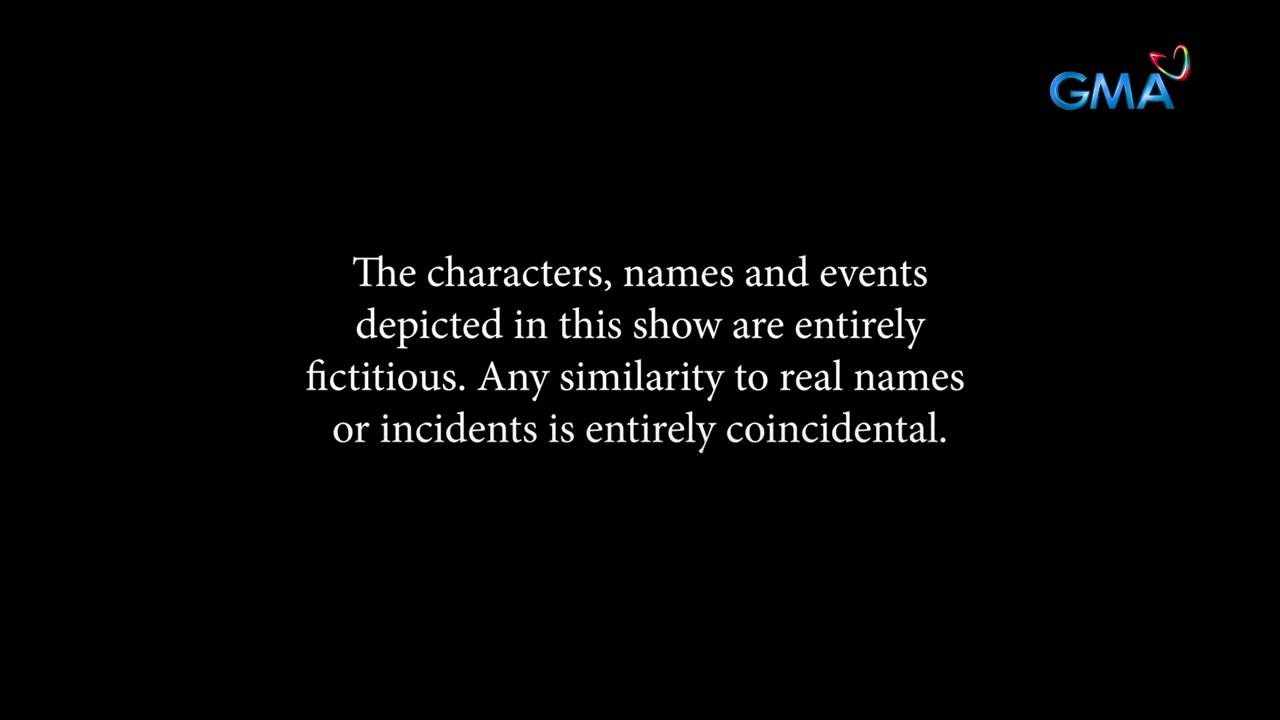 GMA
The characters, names and events
depicted in this show are entirely
fictitious. Any similarity to real names
or incidents is entirely coincidental.